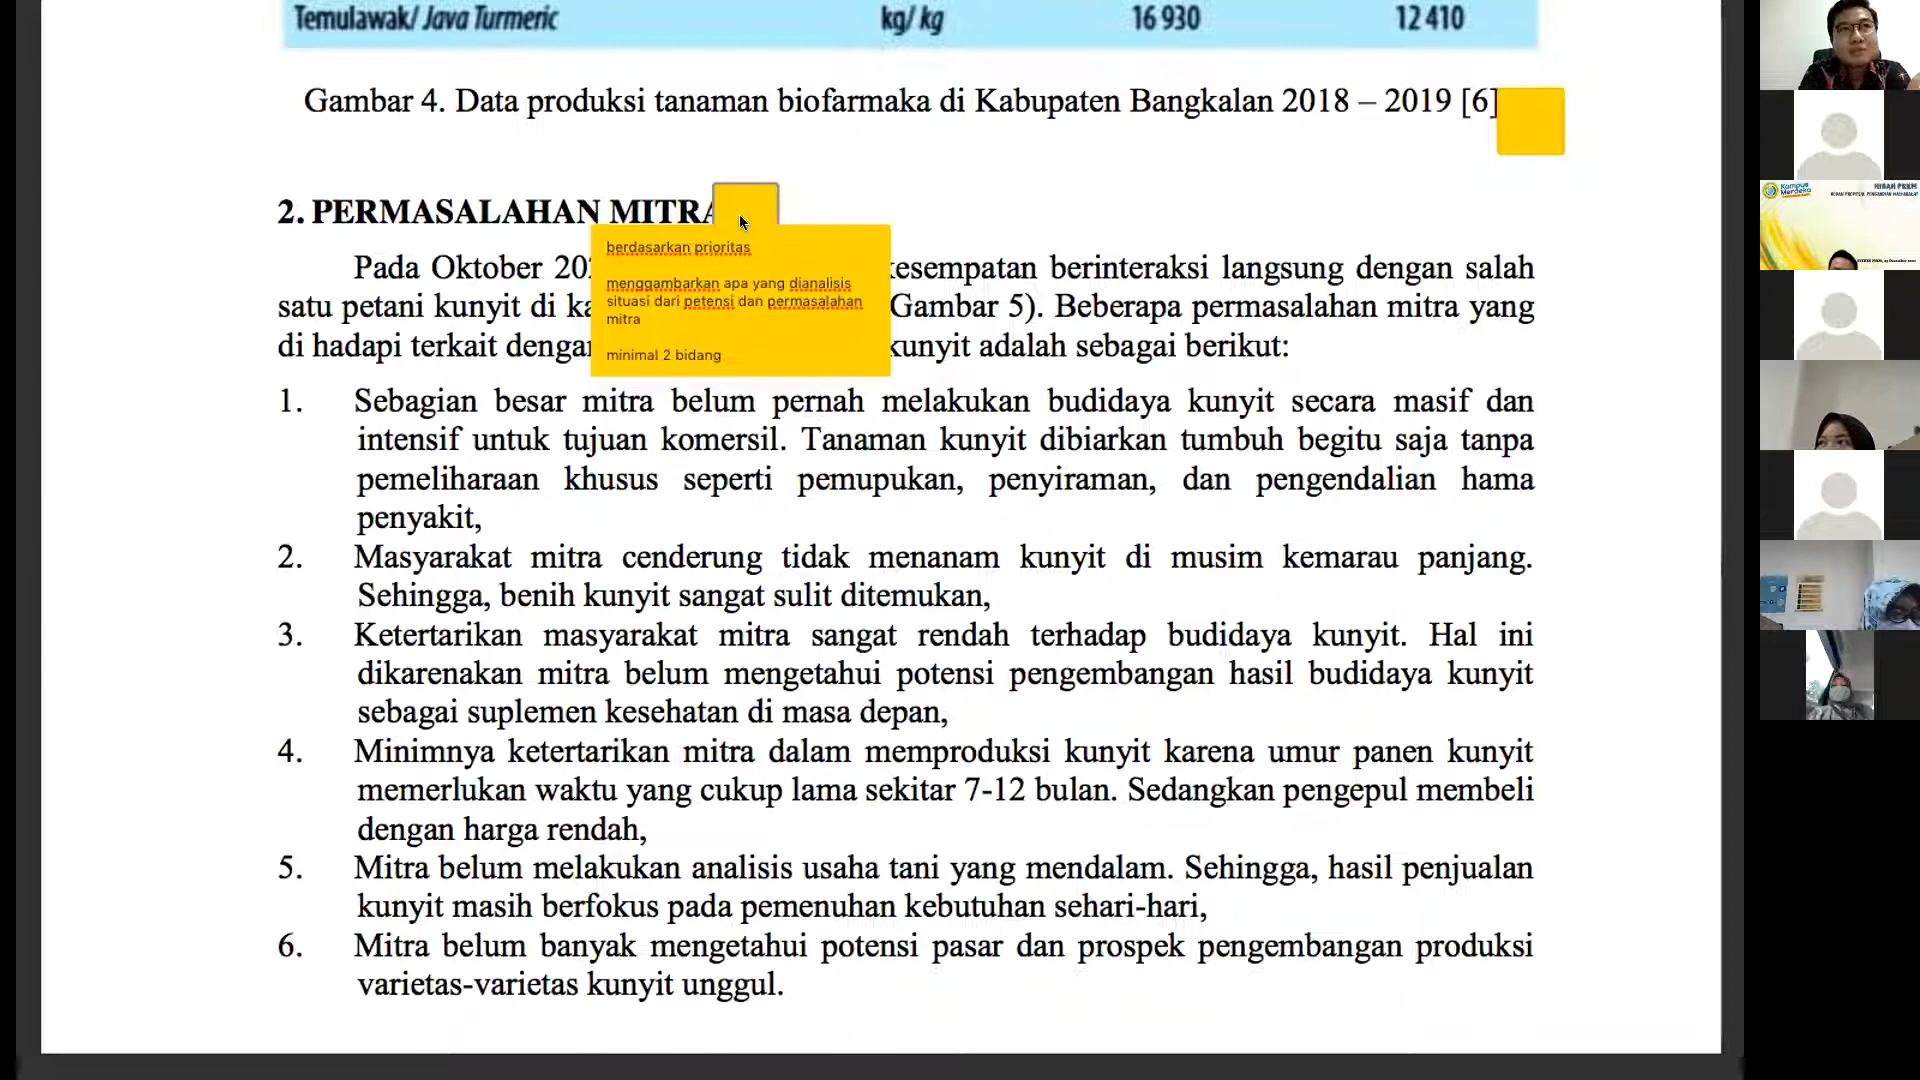 Temulawak/ Java Turmeric kg/ kg 16 930 12 410
Gambar 4. Data produksi tanaman biofarmaka di Kabupaten Bangkalan 2018 – 2019 [6]
2. PERMASALAHAN MITRA
berdasarkan prioritas
menggambarkan apa yang dianalisis
situasi dari petensi dan permasalahan
mitra
minimal 2 bidang
Pada Oktober kesempatan berinteraksi langsung dengan salah
satu petani kunyit di (Gambar 5). Beberapa permasalahan mitra yang
di hadapi terkait dengan kunyit adalah sebagai berikut:
1. Sebagian besar mitra belum pernah melakukan budidaya kunyit secara masif dan
intensif untuk tujuan komersil. Tanaman kunyit dibiarkan tumbuh begitu saja tanpa
pemeliharaan khusus seperti pemupukan, penyiraman, dan pengendalian hama
penyakit,
2. Masyarakat mitra cenderung tidak menanam kunyit di musim kemarau panjang.
Sehingga, benih kunyit sangat sulit ditemukan,
3. Ketertarikan masyarakat mitra sangat rendah terhadap budidaya kunyit. Hal ini
dikarenakan mitra belum mengetahui potensi pengembangan hasil budidaya kunyit
sebagai suplemen kesehatan di masa depan,
4. Minimnya ketertarikan mitra dalam memproduksi kunyit karena umur panen kunyit
memerlukan waktu yang cukup lama sekitar 7-12 bulan. Sedangkan pengepul membeli
dengan harga rendah,
5. Mitra belum melakukan analisis usaha tani yang mendalam. Sehingga, hasil penjualan
kunyit masih berfokus pada pemenuhan kebutuhan sehari-hari,
6. Mitra belum banyak mengetahui potensi pasar dan prospek pengembangan produksi
varietas-varietas kunyit unggul.
Kampus
Merdeka
HIBAH PKKM